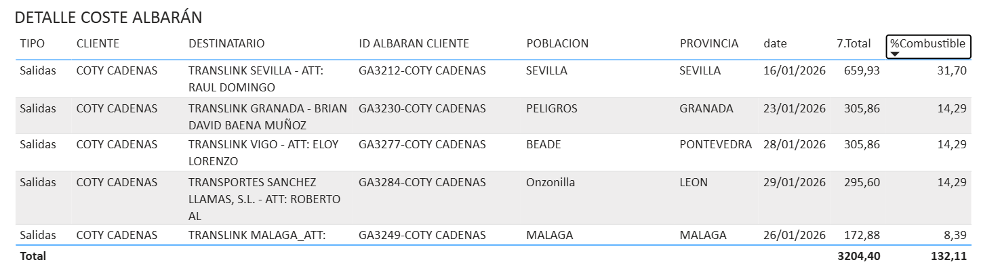 DETALLE COSTE ALBARÁN
TIPO CLIENTE DESTINATARIO ID ALBARAN CLIENTE POBLACION PROVINCIA date 7.Total %Combustible
Salidas COTY CADENAS TRANSLINK SEVILLA - ATT: GA3212-COTY CADENAS SEVILLA SEVILLA 16/01/2026 659,93 31,70
RAUL DOMINGO
Salidas COTY CADENAS TRANSLINK GRANADA - BRIAN GA3230-COTY CADENAS PELIGROS GRANADA 23/01/2026 305,86 14,29
DAVID BAENA MUÑOZ
Salidas COTY CADENAS TRANSLINK VIGO - ATT: ELOY GA3277-COTY CADENAS BEADE PONTEVEDRA 28/01/2026 305,86 14,29
LORENZO
Salidas COTY CADENAS TRANSPORTES SANCHEZ GA3284-COTY CADENAS Onzonilla LEON 29/01/2026 295,60 14,29
LLAMAS, S.L. - ATT: ROBERTO
AL
Salidas COTY CADENAS TRANSLINK MALAGA_ATT: GA3249-COTY CADENAS MALAGA MALAGA 26/01/2026 172,88 8,39
Total 3204,40 132,11